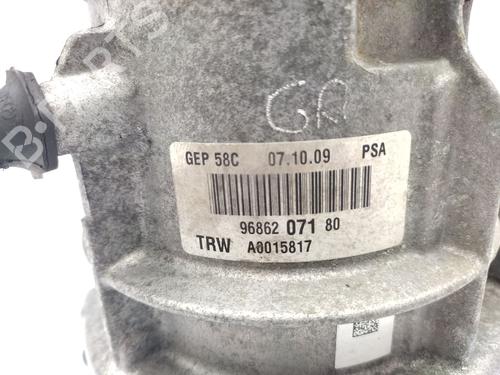 GA
GEP 58C 07.10.09 PSA
96862 071 80
TRW A0015817